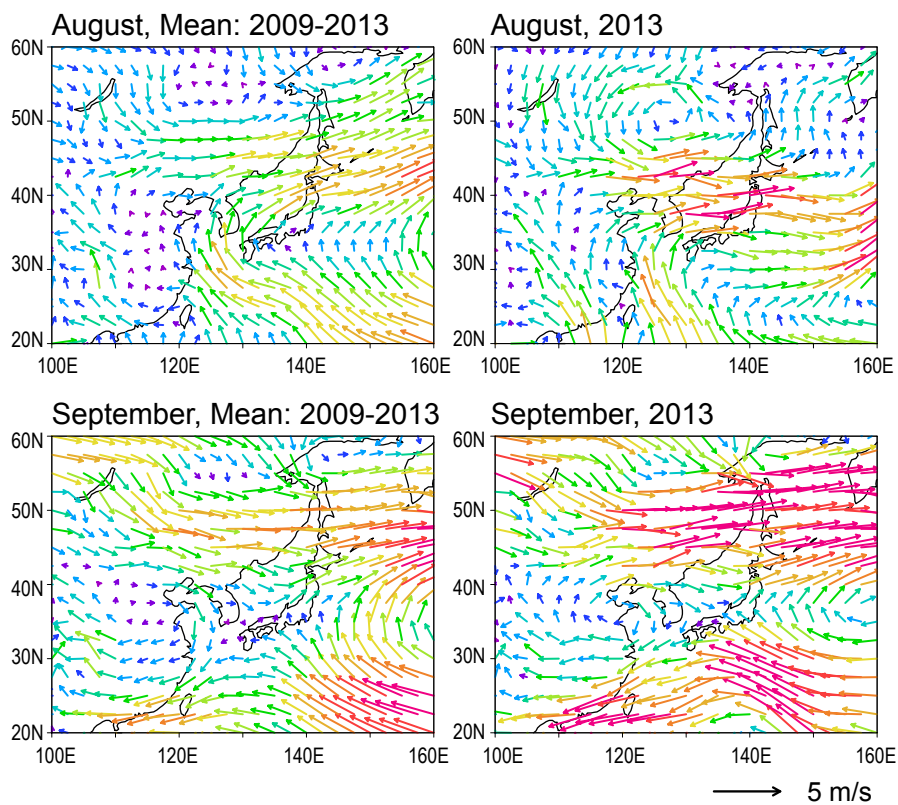 August, Mean: 2009-2013
August, 2013
60N
50N
40N
30N
20N
100E 120E 140E 160E
60N
50N
40N
30N
20N
100E 120E 140E 160E
September, Mean: 2009-2013
September, 2013
60N
50N
40N
30N
20N
100E 120E 140E 160E
60N
50N
40N
30N
20N
100E 120E 140E 160E
5 m/s